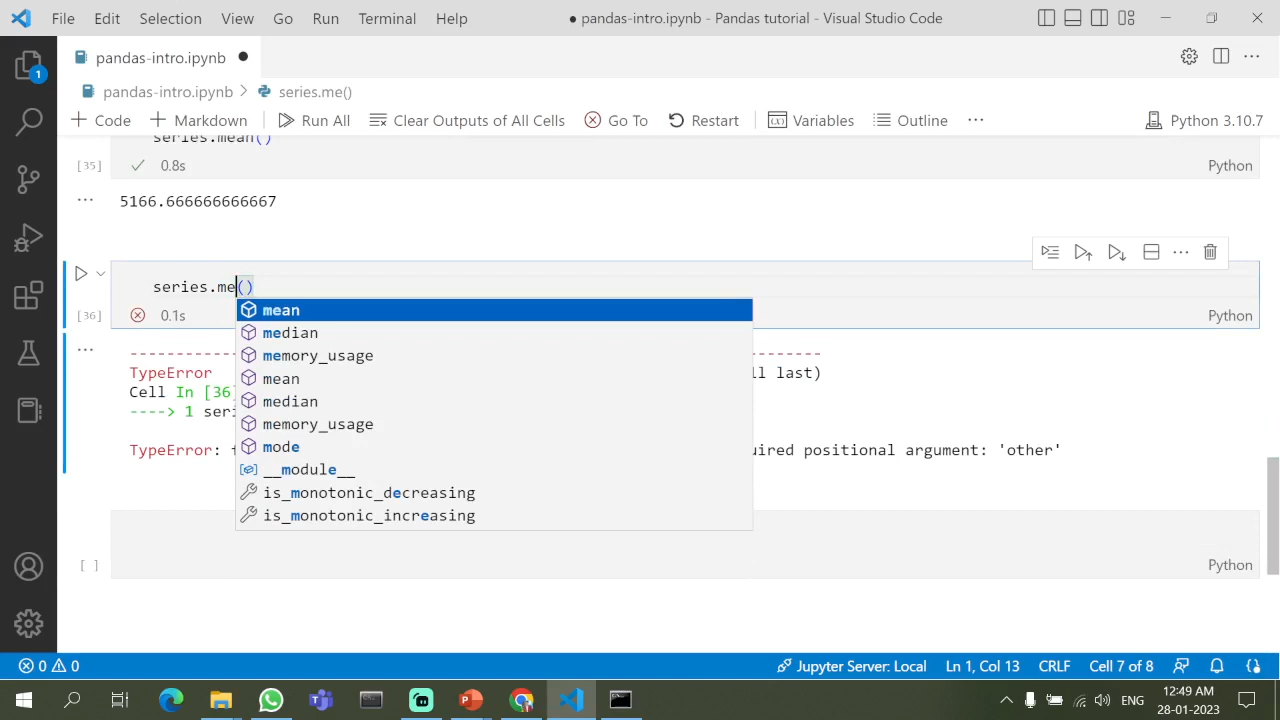 File Edit Selection View Go Run Terminal Help ● pandas-intro.ipynb - Pandas tutorial - Visual Studio Code
1
pandas-intro.ipynb ●
pandas-intro.ipynb > series.me()
+ Code + Markdown Run All Clear Outputs of All Cells Go To Restart Variables Outline ··· Python 3.10.7
series.mean()
[35] 0.8s Python
··· 5166.666666666667
series.me()
[36] 0.1s Python
mean
median
memory_usage
mean
median
memory_usage
mode
__module__
is_monotonic_decreasing
is_monotonic_increasing
TypeError ll last)
Cell In [36]
----> 1 seri
TypeError: uired positional argument: 'other'
[ ] Python
0 0 Jupyter Server: Local Ln 1, Col 13 CRLF Cell 7 of 8
ENG 12:49 AM
28-01-2023